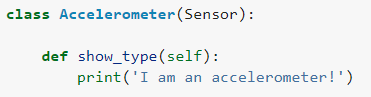 class Accelerometer(Sensor):
    def show_type(self):
        print('I am an accelerometer!')